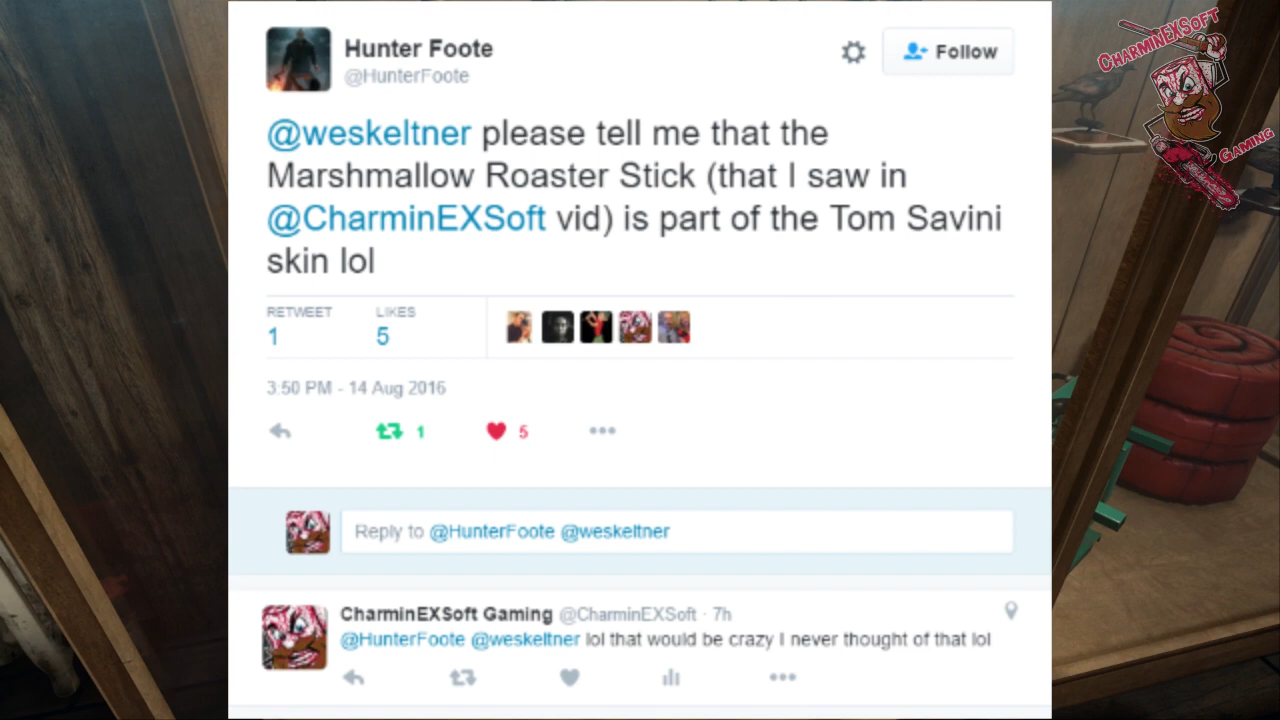 Hunter Foote
@HunterFoote
Follow
@weskeltner please tell me that the
Marshmallow Roaster Stick (that I saw in
@CharminEXSoft vid) is part of the Tom Savini
skin lol
RETWEET LIKES
1 5
3:50 PM - 14 Aug 2016
1 5
Reply to @HunterFoote @weskeltner
CharminEXSoft Gaming @CharminEXSoft · 7h
@HunterFoote @weskeltner lol that would be crazy I never thought of that lol
CHARMINEXSOFT
GAMING